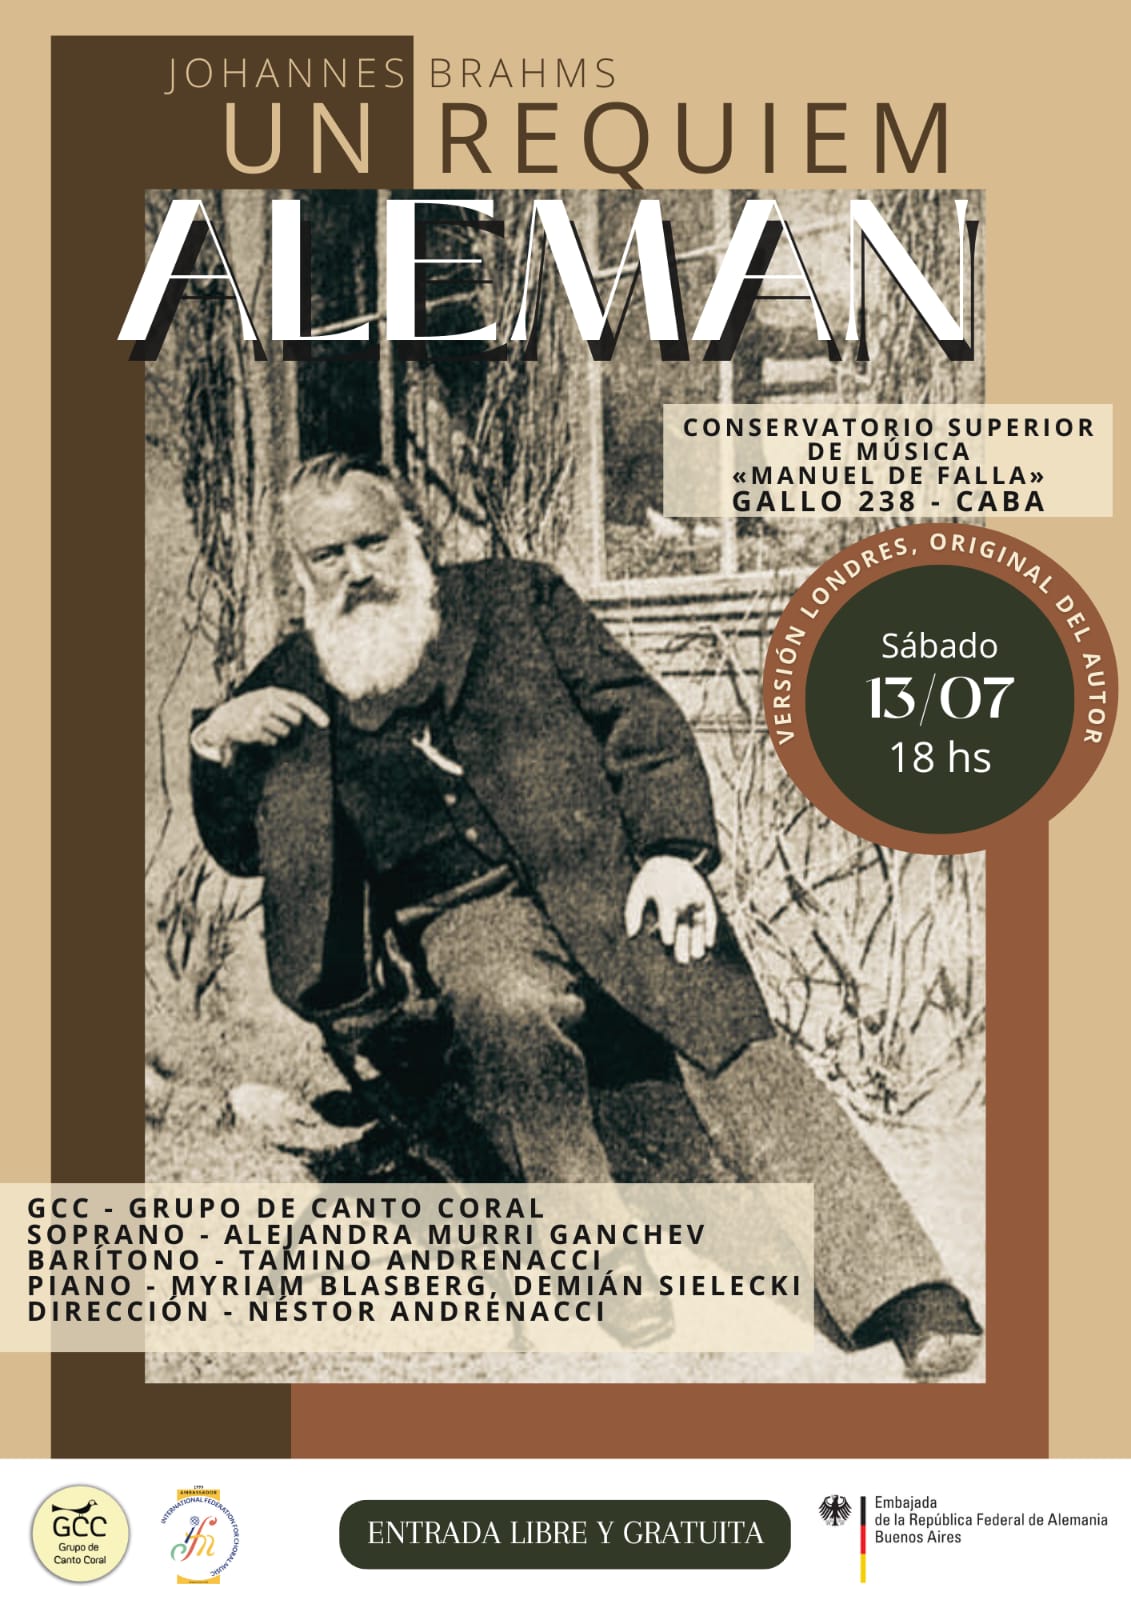 JOHANNES BRAHMS
UN REQUIEM
ALEMAN
CONSERVATORIO SUPERIOR
DE MÚSICA
«MANUEL DE FALLA»
GALLO 238 - CABA
VERSIÓN LONDRES, ORIGINAL DEL AUTOR
Sábado
13/07
18 hs
GCC - GRUPO DE CANTO CORAL
SOPRANO - ALEJANDRA MURRI GANCHEV
BARÍTONO - TAMINO ANDRENACCI
PIANO - MYRIAM BLASBERG, DEMIÁN SIELECKI
DIRECCIÓN - NÉSTOR ANDRENACCI
GCC
Grupo de
Canto Coral
1999
AMBASSADOR
INTERNATIONAL FEDERATION FOR CHORAL MUSIC
ifm
ENTRADA LIBRE Y GRATUITA
Embajada
de la República Federal de Alemania
Buenos Aires